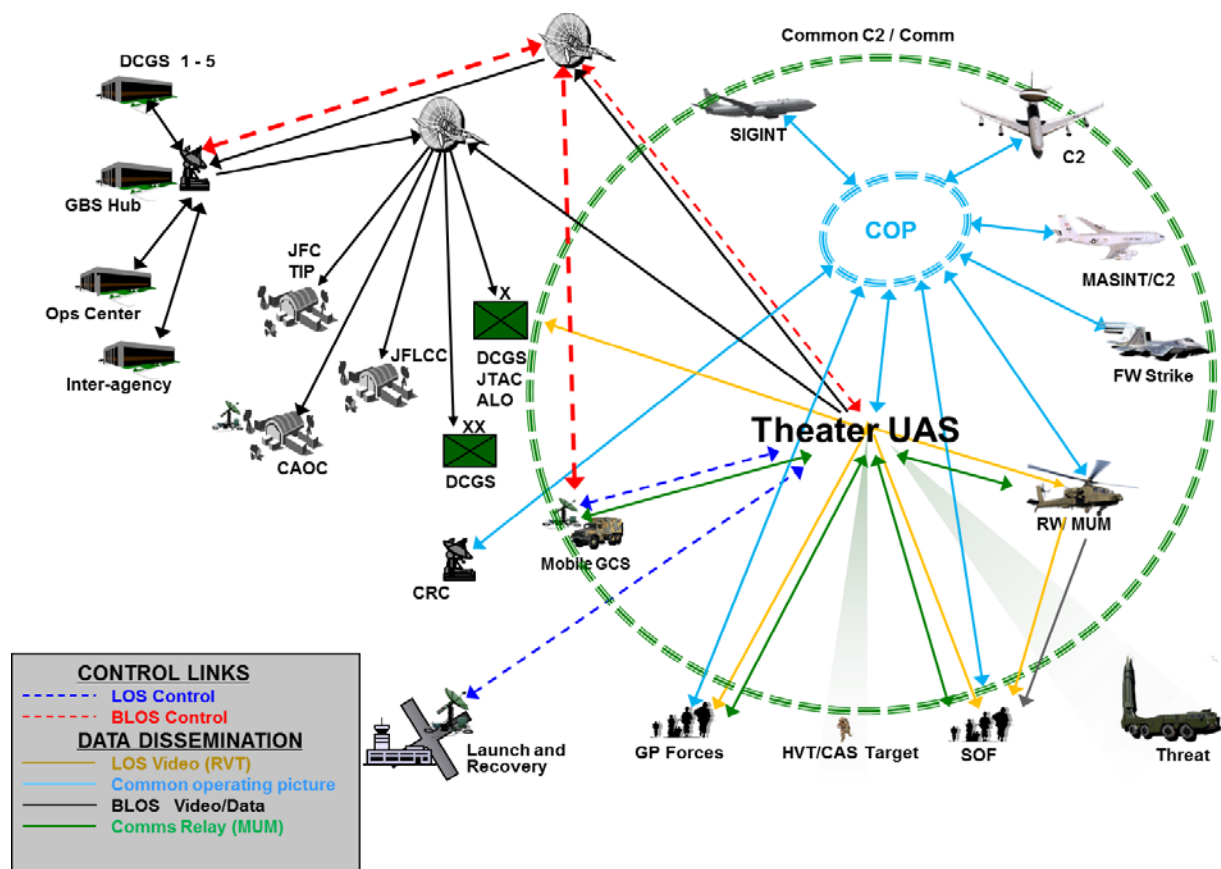 Common C2 / Comm
DCGS 1 - 5
SIGINT
C2
GBS Hub
COP
JFC
TIP
MASINT/C2
Ops Center
X
JFLCC
DCGS
JTAC
ALO
FW Strike
Inter-agency
XX
CAOC
DCGS
Theater UAS
RW MUM
Mobile GCS
CRC
CONTROL LINKS
LOS Control
BLOS Control
DATA DISSEMINATION
LOS Video (RVT)
Common operating picture
BLOS Video/Data
Comms Relay (MUM)
Launch and
Recovery
GP Forces
HVT/CAS Target
SOF
Threat